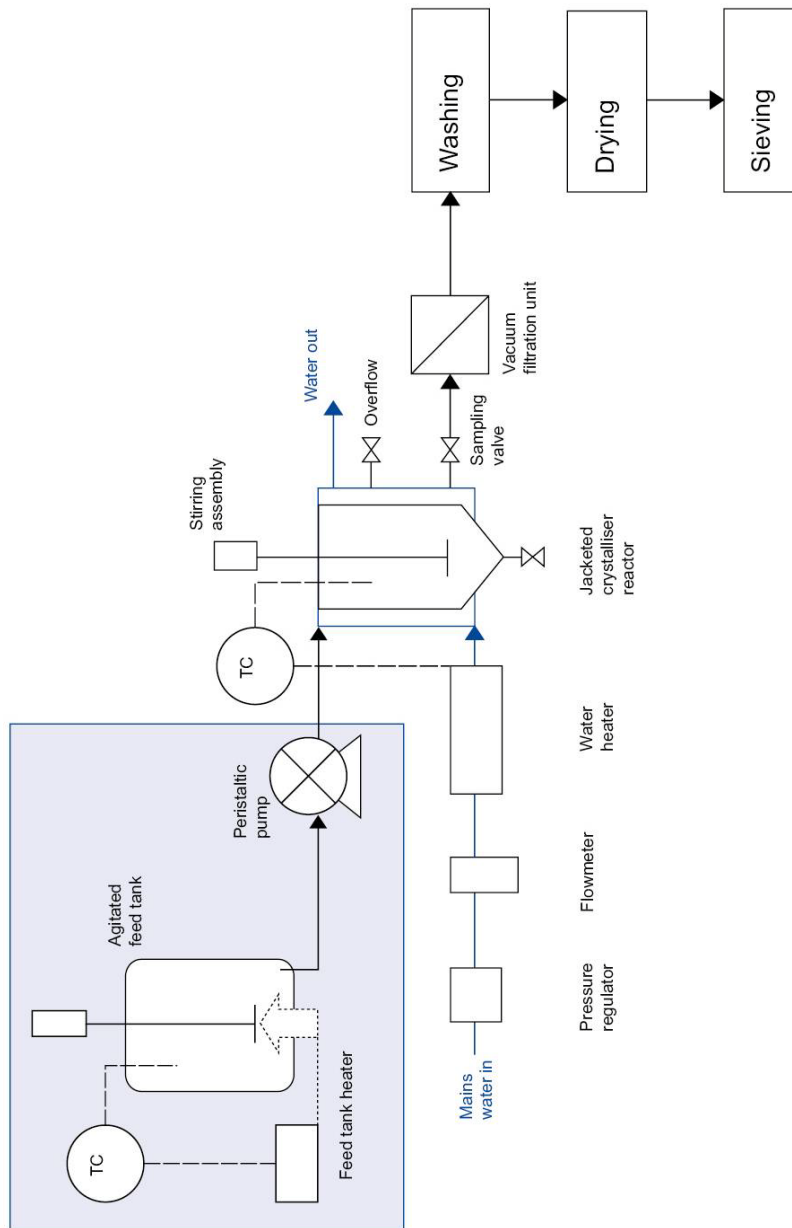 TC
Feed tank heater
Agitated
feed tank
Peristaltic
pump
TC
Stirring
assembly
Water out
Overflow
Sampling
valve
Vacuum
filtration unit
Washing
Drying
Sieving
Mains
water in
Pressure
regulator
Flowmeter
Water
heater
Jacketed
crystalliser
reactor